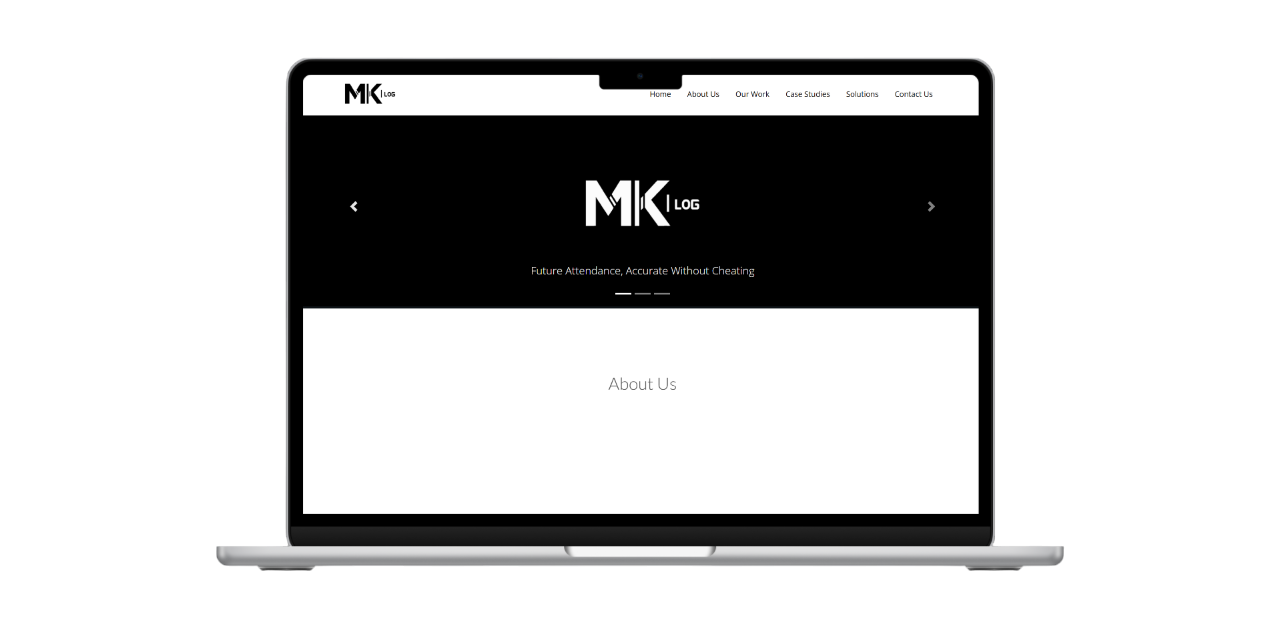 MK | LOG
Home About Us Our Work Case Studies Solutions Contact Us
MK | LOG
Future Attendance, Accurate Without Cheating
About Us